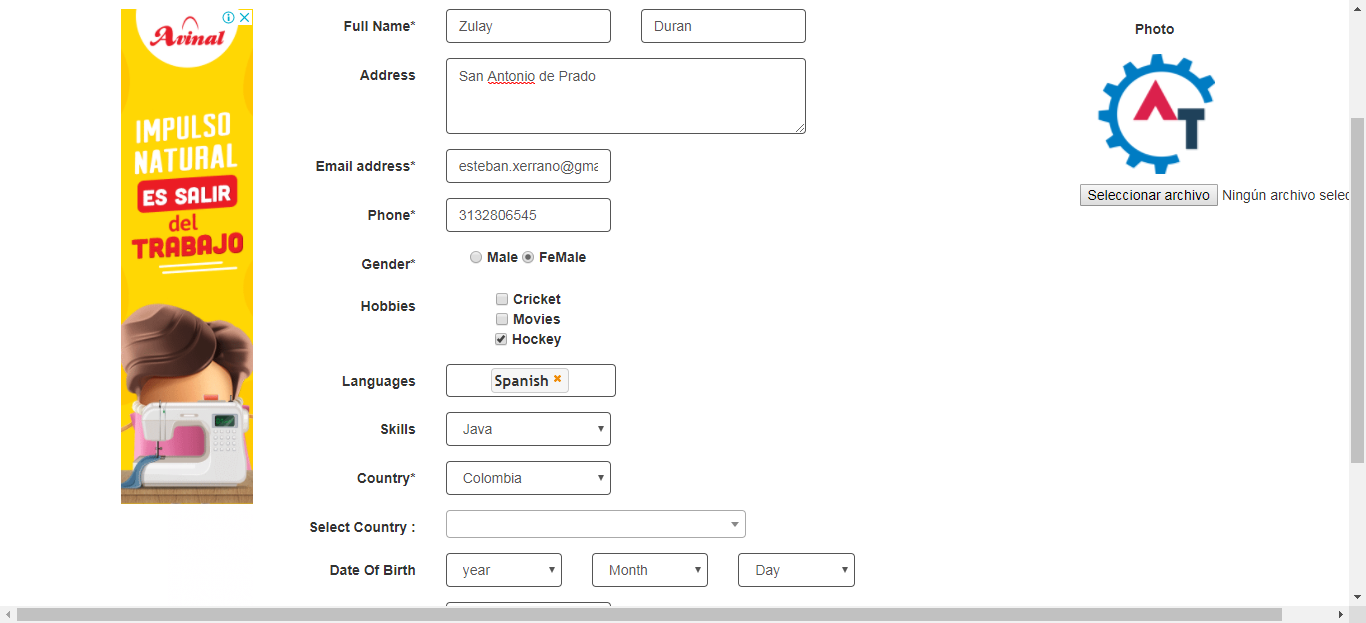 Avinal
IMPULSO
NATURAL
ES SALIR
del
TRABAJO
Full Name* Zulay Duran
Address San Antonio de Prado
Email address* esteban.xerrano@gma
Phone* 3132806545
Gender* Male FeMale
Hobbies Cricket
Movies
Hockey
Languages Spanish
Skills Java
Country* Colombia
Select Country :
Date Of Birth year Month Day
Photo
AT
Seleccionar archivo Ningún archivo selec